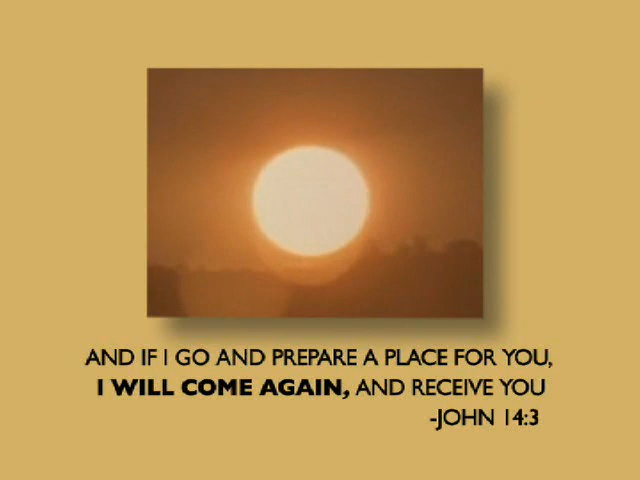 AND IF I GO AND PREPARE A PLACE FOR YOU,
I WILL COME AGAIN, AND RECEIVE YOU
-JOHN 14:3